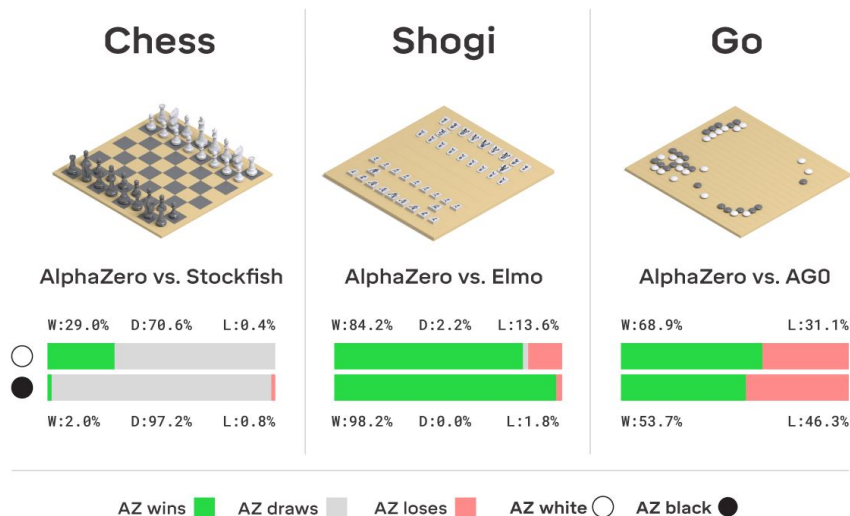 Chess
Shogi
Go
AlphaZero vs. Stockfish
AlphaZero vs. Elmo
AlphaZero vs. AG0
W:29.0% D:70.6% L:0.4%
W:84.2% D:2.2% L:13.6%
W:68.9% L:31.1%
W:2.0% D:97.2% L:0.8%
W:98.2% D:0.0% L:1.8%
W:53.7% L:46.3%
AZ wins
AZ draws
AZ loses
AZ white
AZ black